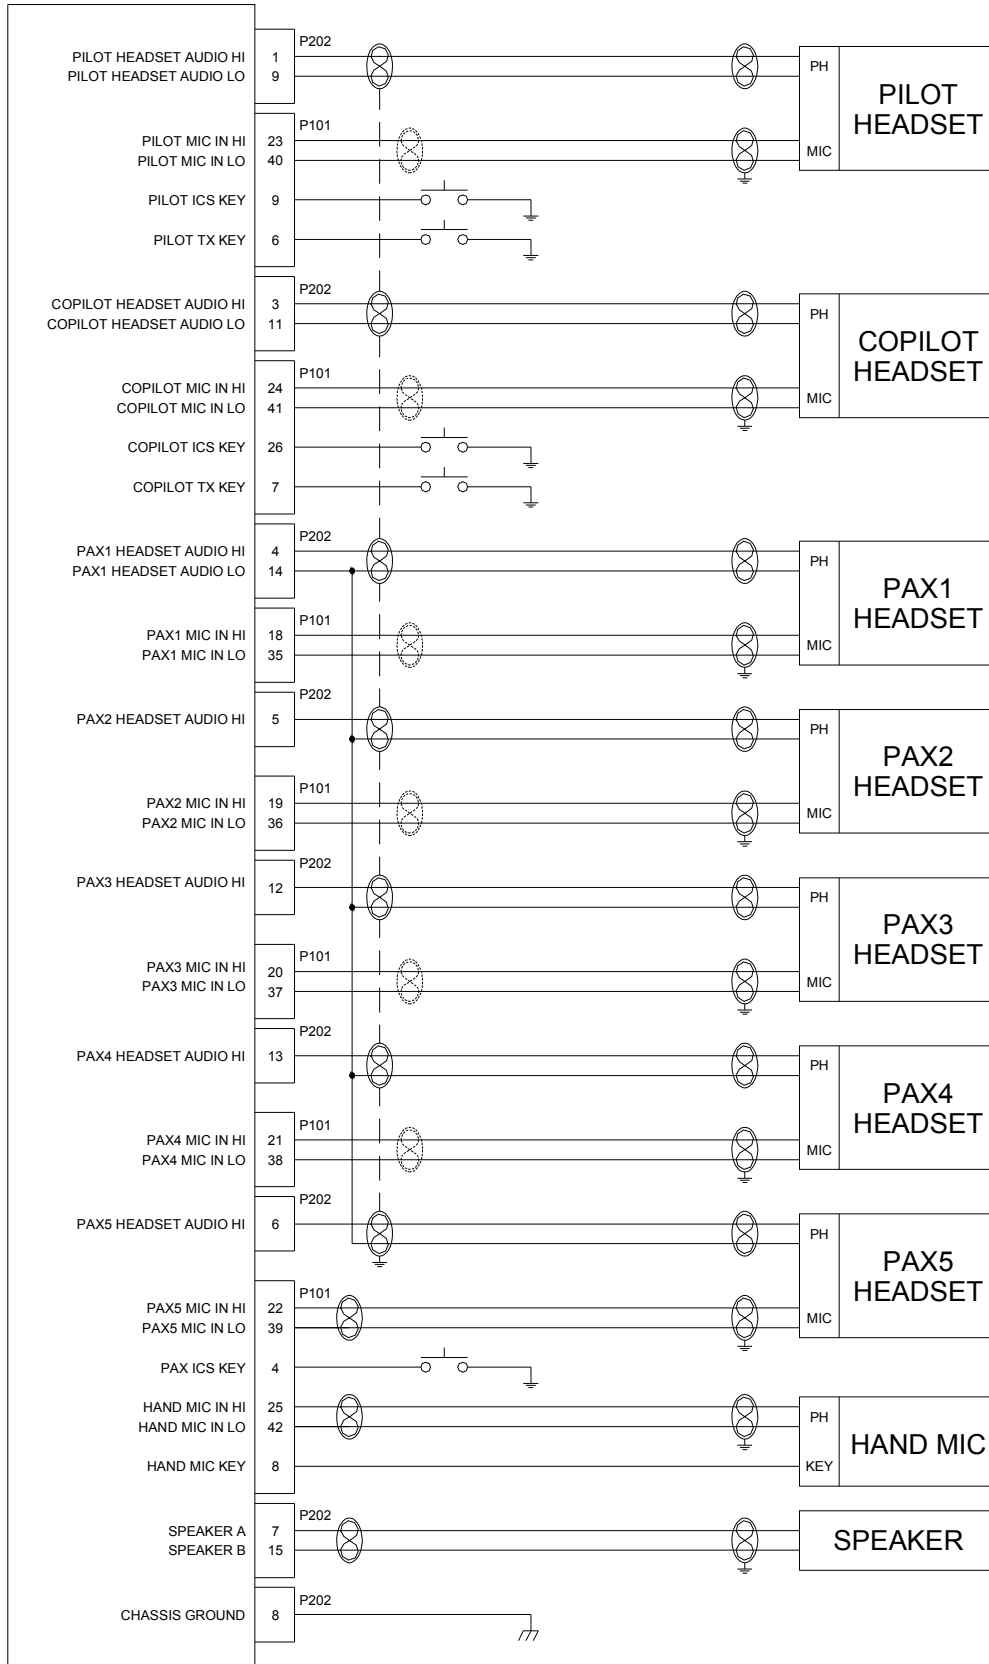 P202
PILOT HEADSET AUDIO HI 1
PILOT HEADSET AUDIO LO 9
PH
PILOT
HEADSET
P101
PILOT MIC IN HI 23
PILOT MIC IN LO 40
MIC
PILOT ICS KEY 9
PILOT TX KEY 6
P202
COPILOT HEADSET AUDIO HI 3
COPILOT HEADSET AUDIO LO 11
PH
COPILOT
HEADSET
P101
COPILOT MIC IN HI 24
COPILOT MIC IN LO 41
MIC
COPILOT ICS KEY 26
COPILOT TX KEY 7
P202
PAX1 HEADSET AUDIO HI 4
PAX1 HEADSET AUDIO LO 14
PH
PAX1
HEADSET
P101
PAX1 MIC IN HI 18
PAX1 MIC IN LO 35
MIC
P202
PAX2 HEADSET AUDIO HI 5
PH
PAX2
HEADSET
P101
PAX2 MIC IN HI 19
PAX2 MIC IN LO 36
MIC
P202
PAX3 HEADSET AUDIO HI 12
PH
PAX3
HEADSET
P101
PAX3 MIC IN HI 20
PAX3 MIC IN LO 37
MIC
P202
PAX4 HEADSET AUDIO HI 13
PH
PAX4
HEADSET
P101
PAX4 MIC IN HI 21
PAX4 MIC IN LO 38
MIC
P202
PAX5 HEADSET AUDIO HI 6
PH
PAX5
HEADSET
P101
PAX5 MIC IN HI 22
PAX5 MIC IN LO 39
MIC
PAX ICS KEY 4
HAND MIC IN HI 25
HAND MIC IN LO 42
PH
HAND MIC
HAND MIC KEY 8
KEY
P202
SPEAKER A 7
SPEAKER B 15
SPEAKER
P202
CHASSIS GROUND 8